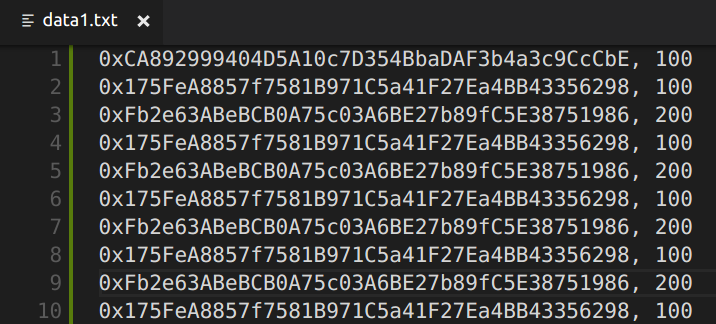 data1.txt
1 0xCA892999404D5A10c7D354BbaDAF3b4a3c9CcCbE, 100
2 0x175FeA8857f7581B971C5a41F27Ea4BB43356298, 100
3 0xFb2e63ABeBCB0A75c03A6BE27b89fC5E38751986, 200
4 0x175FeA8857f7581B971C5a41F27Ea4BB43356298, 100
5 0xFb2e63ABeBCB0A75c03A6BE27b89fC5E38751986, 200
6 0x175FeA8857f7581B971C5a41F27Ea4BB43356298, 100
7 0xFb2e63ABeBCB0A75c03A6BE27b89fC5E38751986, 200
8 0x175FeA8857f7581B971C5a41F27Ea4BB43356298, 100
9 0xFb2e63ABeBCB0A75c03A6BE27b89fC5E38751986, 200
10 0x175FeA8857f7581B971C5a41F27Ea4BB43356298, 100